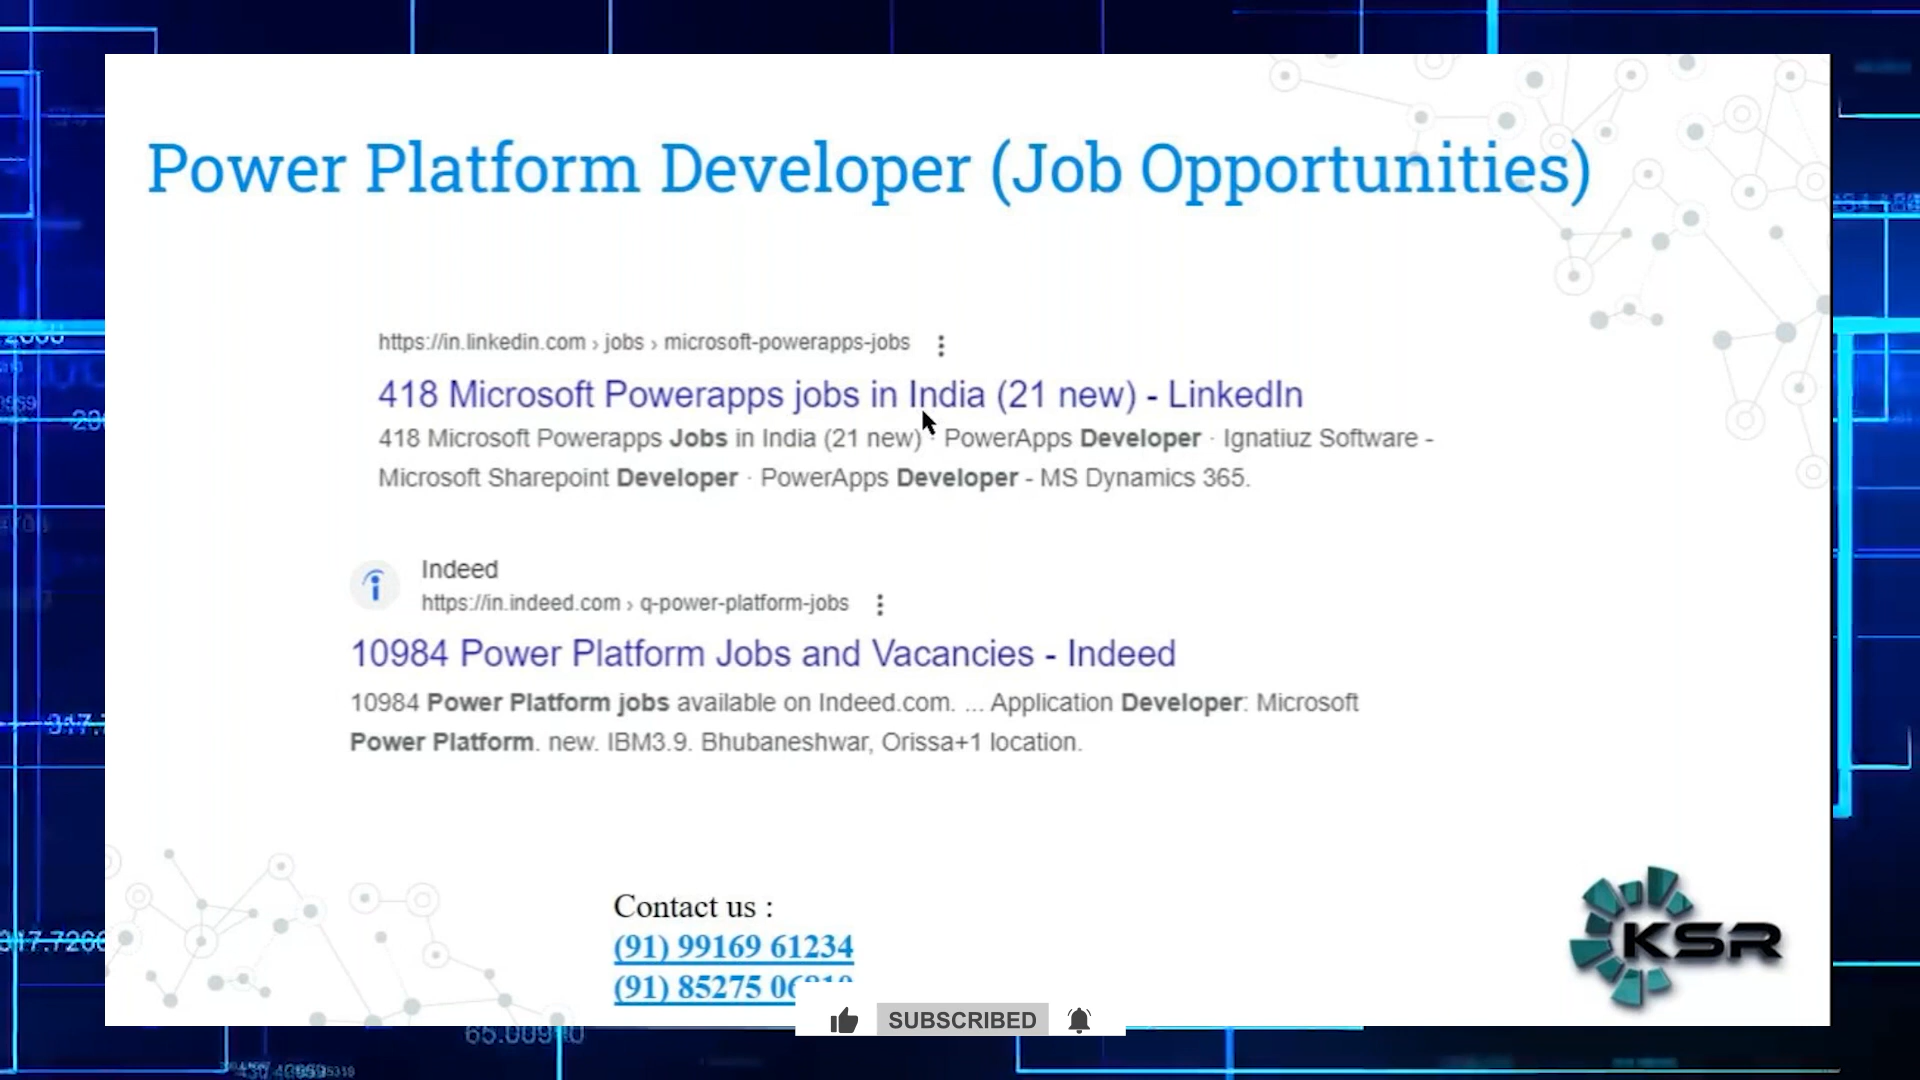 Power Platform Developer (Job Opportunities)
https://in.linkedin.com › jobs › microsoft-powerapps-jobs
418 Microsoft Powerapps jobs in India (21 new) - LinkedIn
418 Microsoft Powerapps Jobs in India (21 new) · PowerApps Developer · Ignatiuz Software -
Microsoft Sharepoint Developer · PowerApps Developer - MS Dynamics 365.
Indeed
https://in.indeed.com › q-power-platform-jobs
10984 Power Platform Jobs and Vacancies - Indeed
10984 Power Platform jobs available on Indeed.com. ... Application Developer: Microsoft
Power Platform. new. IBM3.9. Bhubaneshwar, Orissa+1 location.
Contact us :
(91) 99169 61234
(91) 85275
KSR
SUBSCRIBED